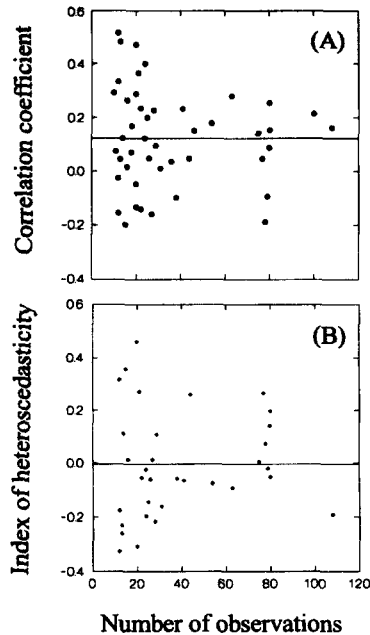 (A)
Correlation coefficient
0.6
0.4
0.2
0.0
-0.2
-0.4
(B)
Index of heteroscedasticity
0.6
0.4
0.2
0.0
-0.2
-0.4
0 20 40 60 80 100 120
Number of observations